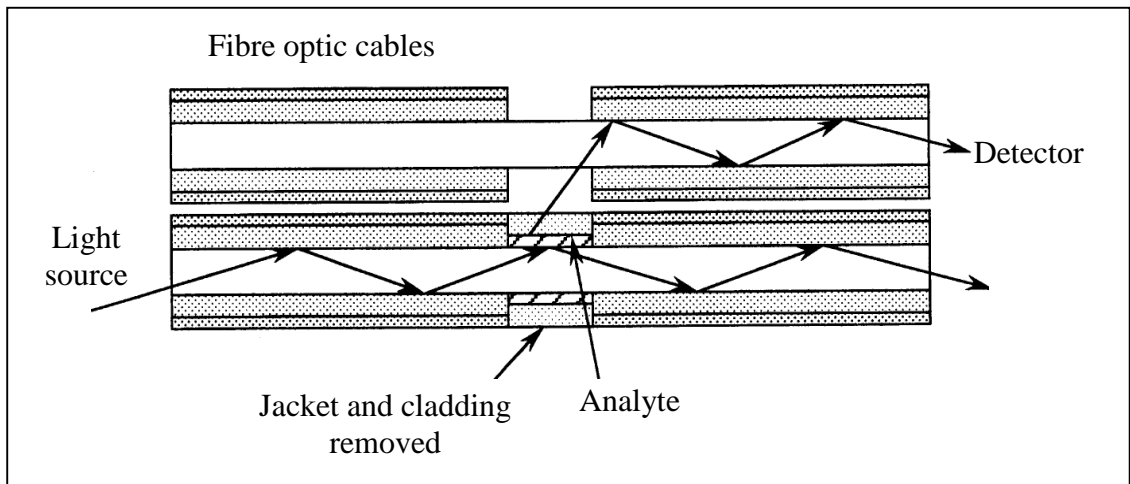 Fibre optic cables
Detector
Light
source
Jacket and cladding
removed
Analyte